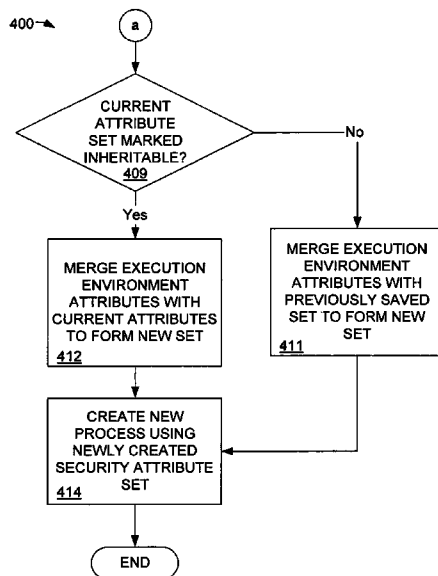 400
a
CURRENT
ATTRIBUTE
SET MARKED
INHERITABLE?
409
No
Yes
MERGE EXECUTION
ENVIRONMENT
ATTRIBUTES WITH
CURRENT ATTRIBUTES
TO FORM NEW SET
412
MERGE EXECUTION
ENVIRONMENT
ATTRIBUTES WITH
PREVIOUSLY SAVED
SET TO FORM NEW
SET
411
CREATE NEW
PROCESS USING
NEWLY CREATED
SECURITY ATTRIBUTE
SET
414
END